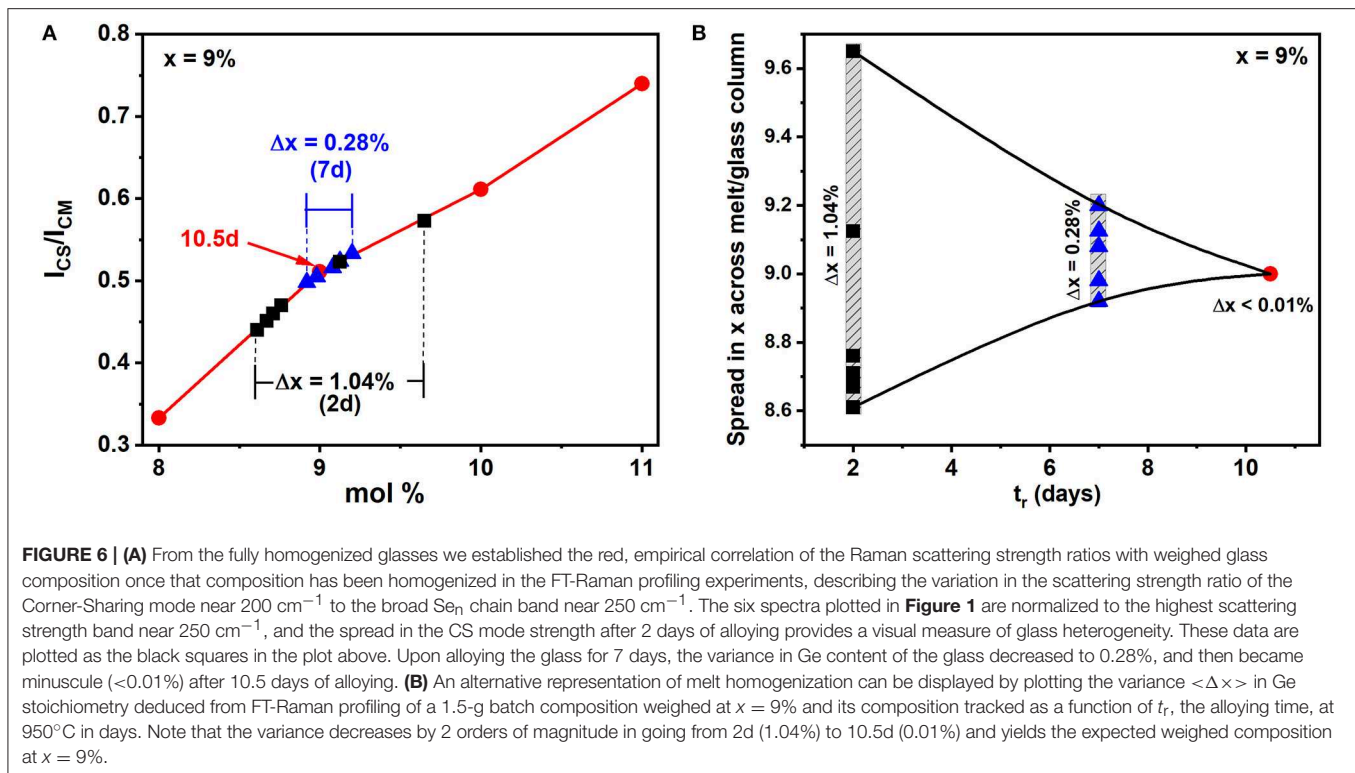 A
x = 9%
0.8
0.7
0.6
0.5
0.4
0.3
I_CS/I_CM
Δx = 0.28%
(7d)
10.5d
Δx = 1.04%
(2d)
8 9 10 11
mol %
B
x = 9%
9.6
9.4
9.2
9.0
8.8
8.6
Spread in x across melt/glass column
Δx = 1.04%
Δx = 0.28%
Δx < 0.01%
2 4 6 8 10
t_r (days)
FIGURE 6 | (A) From the fully homogenized glasses we established the red, empirical correlation of the Raman scattering strength ratios with weighed glass
composition once that composition has been homogenized in the FT-Raman profiling experiments, describing the variation in the scattering strength ratio of the
Corner-Sharing mode near 200 cm⁻¹ to the broad Seₙ chain band near 250 cm⁻¹. The six spectra plotted in Figure 1 are normalized to the highest scattering
strength band near 250 cm⁻¹, and the spread in the CS mode strength after 2 days of alloying provides a visual measure of glass heterogeneity. These data are
plotted as the black squares in the plot above. Upon alloying the glass for 7 days, the variance in Ge content of the glass decreased to 0.28%, and then became
minuscule (<0.01%) after 10.5 days of alloying. (B) An alternative representation of melt homogenization can be displayed by plotting the variance <Δ×> in Ge
stoichiometry deduced from FT-Raman profiling of a 1.5-g batch composition weighed at x = 9% and its composition tracked as a function of tᵣ, the alloying time, at
950°C in days. Note that the variance decreases by 2 orders of magnitude in going from 2d (1.04%) to 10.5d (0.01%) and yields the expected weighed composition
at x = 9%.